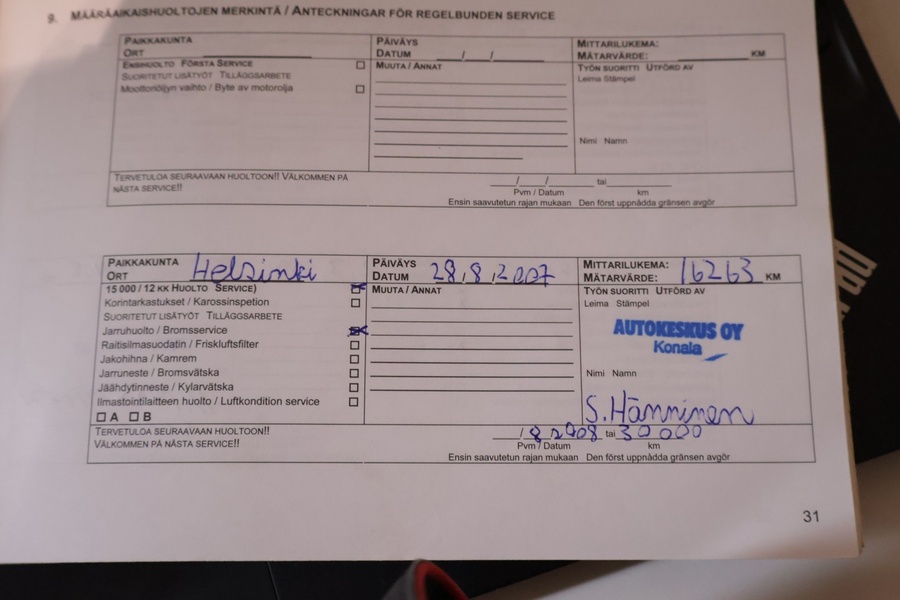 9. MÄÄRÄAIKAISHUOLTOJEN MERKINTÄ / ANTECKNINGAR FÖR REGELBUNDEN SERVICE
PAIKKAKUNTA
ORT
PÄIVÄYS
DATUM / /
MITTARILUKEMA:
MÄTARVÄRDE: KM
ENSIHUOLTO FÖRSTA SERVICE
SUORITETUT LISÄTYÖT TILLÄGGSARBETE
Moottoriöljyn vaihto / Byte av motorolja
MUUTA / ANNAT
TYÖN SUORITTI UTFÖRD AV
Leima Stämpel
Nimi Namn
TERVETULOA SEURAAVAAN HUOLTOON!! VÄLKOMMEN PÅ
NÄSTA SERVICE!!
/ / tai
Pvm / Datum km
Ensin saavutetun rajan mukaan Den först uppnådda gränsen avgör
PAIKKAKUNTA
ORT Helsinki
PÄIVÄYS
DATUM 28,8,2007
MITTARILUKEMA:
MÄTARVÄRDE: 16263 KM
15 000 / 12 KK HUOLTO SERVICE)
Korintarkastukset / Karossinspetion
SUORITETUT LISÄTYÖT TILLÄGGSARBETE
Jarruhuolto / Bromsservice
Raitisilmasuodatin / Friskluftsfilter
Jakohihna / Kamrem
Jarruneste / Bromsvätska
Jäähdytinneste / Kylarvätska
Ilmastointilaitteen huolto / Luftkondition service
A B
MUUTA / ANNAT
TYÖN SUORITTI UTFÖRD AV
Leima Stämpel
AUTOKESKUS OY
Konala
Nimi Namn
S. Hänninen
TERVETULOA SEURAAVAAN HUOLTOON!!
VÄLKOMMEN PÅ NÄSTA SERVICE!!
/ 8 2008 tai 30 000
Pvm / Datum km
Ensin saavutetun rajan mukaan Den först uppnådda gränsen avgör
31